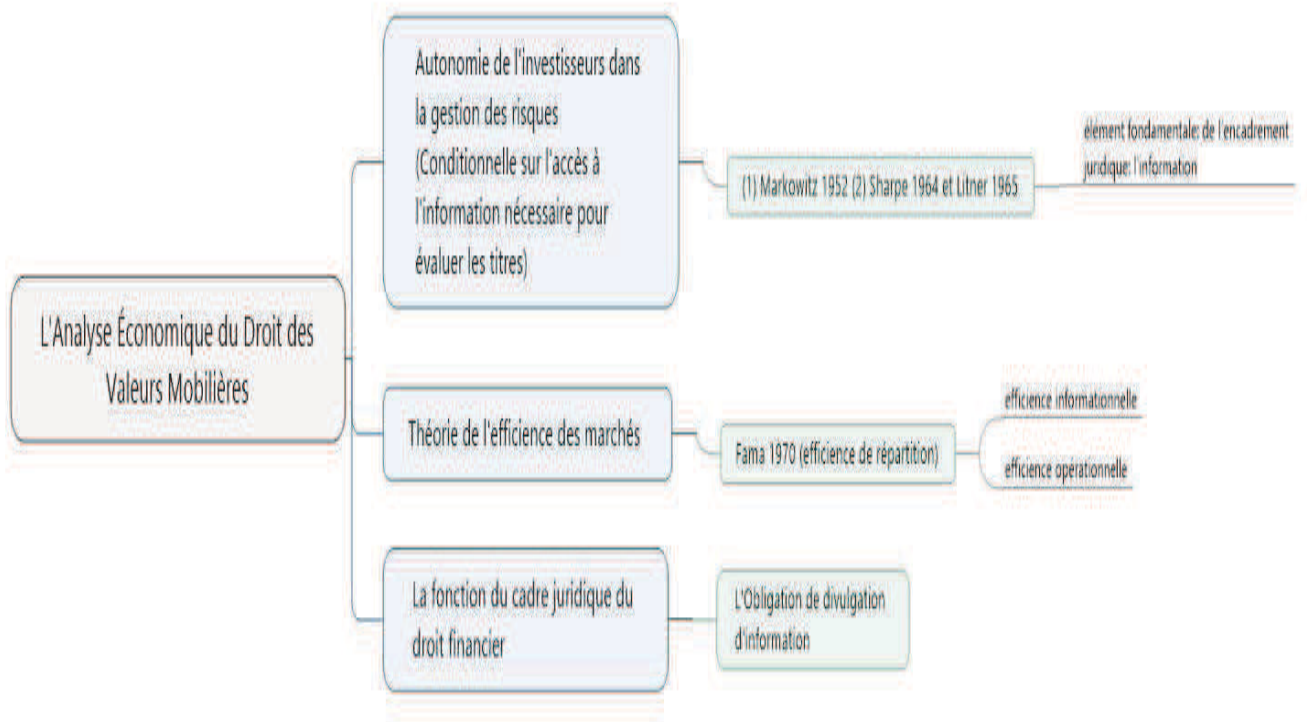 L'Analyse Économique du Droit des
Valeurs Mobilières
Autonomie de l'investisseurs dans
la gestion des risques
(Conditionnelle sur l'accès à
l'information nécessaire pour
évaluer les titres)
(1) Markowitz 1952 (2) Sharpe 1964 et Litner 1965
élément fondamentale: de l'encadrement
juridique: l'information
Théorie de l'efficience des marchés
Fama 1970 (efficience de répartition)
efficience informationnelle
efficience opérationnelle
La fonction du cadre juridique du
droit financier
L'Obligation de divulgation
d'information